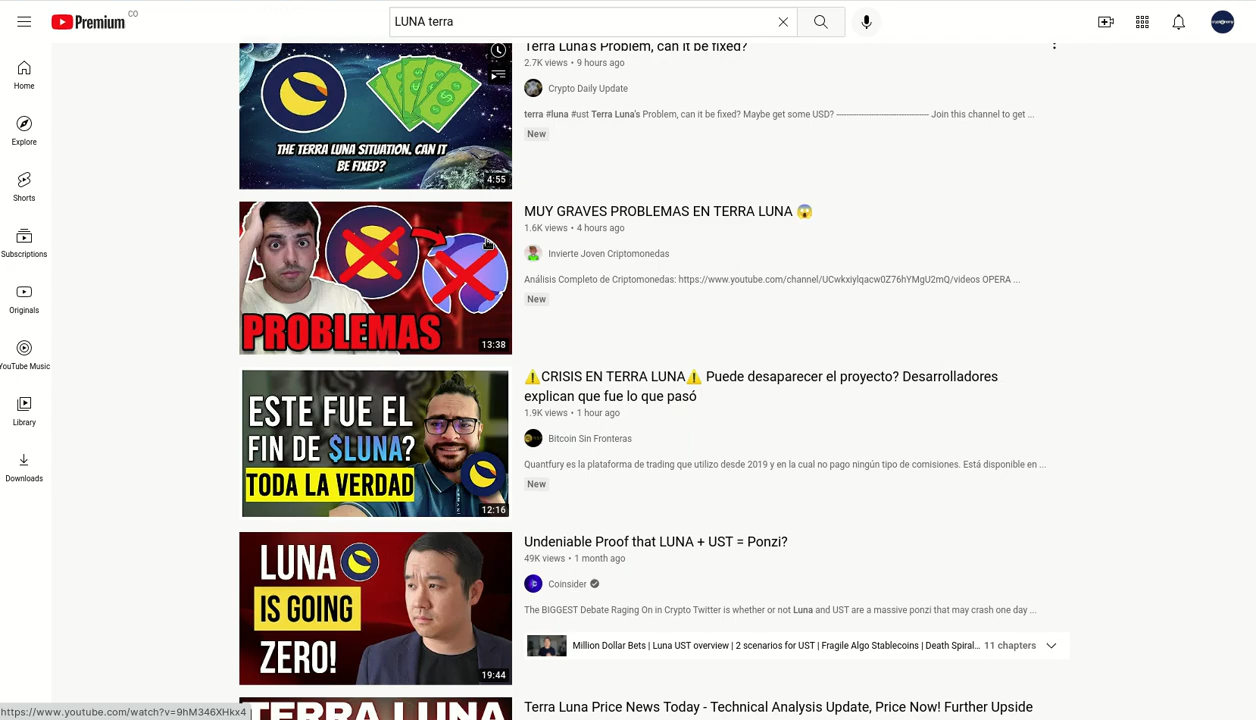 Premium CO
LUNA terra
Home
Explore
Shorts
Subscriptions
Originals
YouTube Music
Library
Downloads
THE TERRA LUNA SITUATION. CAN IT
BE FIXED?
4:55
Terra Luna's Problem, can it be fixed?
2.7K views • 9 hours ago
Crypto Daily Update
terra #luna #ust Terra Luna's Problem, can it be fixed? Maybe get some USD? ----------------------------------- Join this channel to get ...
New
PROBLEMAS
13:38
MUY GRAVES PROBLEMAS EN TERRA LUNA 😱
1.6K views • 4 hours ago
Invierte Joven Criptomonedas
Análisis Completo de Criptomonedas: https://www.youtube.com/channel/UCwkxiylqacw0Z76hYMgU2mQ/videos OPERA ...
New
ESTE FUE EL
FIN DE $LUNA?
TODA LA VERDAD
12:16
⚠️CRISIS EN TERRA LUNA⚠️ Puede desaparecer el proyecto? Desarrolladores
explican que fue lo que pasó
1.9K views • 1 hour ago
Bitcoin Sin Fronteras
Quantfury es la plataforma de trading que utilizo desde 2019 y en la cual no pago ningún tipo de comisiones. Está disponible en ...
New
LUNA
IS GOING
ZERO!
19:44
Undeniable Proof that LUNA + UST = Ponzi?
49K views • 1 month ago
Coinsider
The BIGGEST Debate Raging On in Crypto Twitter is whether or not Luna and UST are a massive ponzi that may crash one day ...
Million Dollar Bets | Luna UST overview | 2 scenarios for UST | Fragile Algo Stablecoins | Death Spiral... 11 chapters
TERRA LUNA
Terra Luna Price News Today - Technical Analysis Update, Price Now! Further Upside
https://www.youtube.com/watch?v=9hM346XHkx4